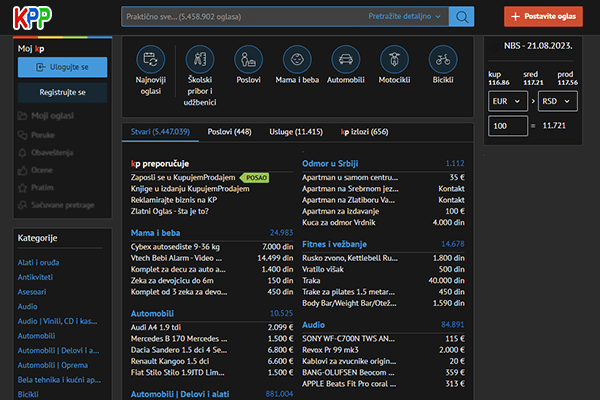 KPP
Praktično sve... (5.458.902 oglasa)
Pretražite detaljno
+ Postavite oglas
Moj kp
Ulogujte se
Registrujte se
Moji oglasi
Poruke
Obaveštenja
Ocene
Pratim
Sačuvane pretrage
Kategorije
Alati i oruđa
Antikviteti
Asesoari
Audio
Audio | Vinili, CD i kas...
Automobili
Automobili | Delovi i a...
Automobili | Oprema
Bela tehnika i kućni ap...
Bicikli
Najnoviji oglasi
Školski pribor i udžbenici
Poslovi
Mama i beba
Automobili
Motocikli
Bicikli
Stvari (5.447.039)
Poslovi (448)
Usluge (11.415)
kp izlozi (656)
kp preporučuje
Zaposli se u KupujemProdajem POSAO
Knjige u izdanju KupujemProdajem
Reklamirajte biznis na KP
Zlatni Oglas - šta je to?
Mama i beba 24.983
Cybex autosediste 9-36 kg 7.000 din
Vtech Bebi Alarm - Video ... 14.499 din
Komplet za decu za auto a... 1.400 din
Zeka za devojcicu do 6m 150 din
Komplet od 3 zeka za devo... 450 din
Automobili 10.525
Audi A4 1.9 tdi 2.099 €
Mercedes B 170 Mercedes ... 1.500 €
Dacia Sandero 1.5 dci 4 Se... 6.800 €
Renault Kangoo 1.5 dci 6.600 €
Fiat Stilo Stilo 1.9JTD Lim... 1.500 €
Automobili | Delovi i alati 881.004
Odmor u Srbiji 1.112
Apartman u samom centru... 35 €
Apartman na Srebrnom jez... Kontakt
Apartman na Zlatiboru Va... Kontakt
Apartman za izdavanje 100 €
Kuca za odmor Vrdnik 4.000 din
Fitnes i vežbanje 14.678
Rusko zvono, Kettlebell Ru... 1.800 din
Vratilo višak 500 din
Traka 40.000 din
Trake za pilates 1.5 metar... 450 din
Body Bar/Weight Bar/Otež... 1.590 din
Audio 84.891
SONY WF-C700N TWS AN... 115 €
Revox Pr 99 mk3 2.000 €
Kablovi za zvucnike origin... 20 €
BANG-OLUFSEN Beocom ... 359 €
APPLE Beats Fit Pro coral ... 313 €
NBS - 21.08.2023.
kup sred prod
116.86 117.21 117.56
EUR > RSD
100 = 11.721